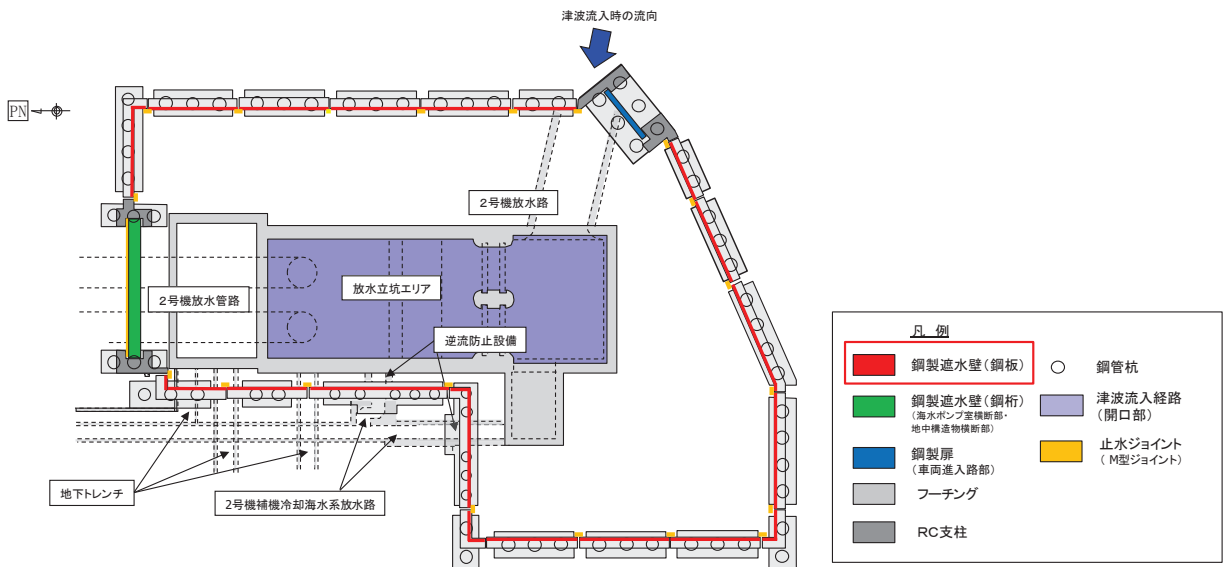 津波流入時の流向
PN
2号機放水路
2号機放水管路
放水立坑エリア
逆流防止設備
地下トレンチ
2号機補機冷却海水系放水路
凡 例
鋼製遮水壁(鋼板)
鋼製遮水壁(鋼桁)
(海水ポンプ室横断部・
地中構造物横断部)
鋼製扉
(車両進入路部)
フーチング
RC支柱
鋼管杭
津波流入経路
(開口部)
止水ジョイント
(M型ジョイント)